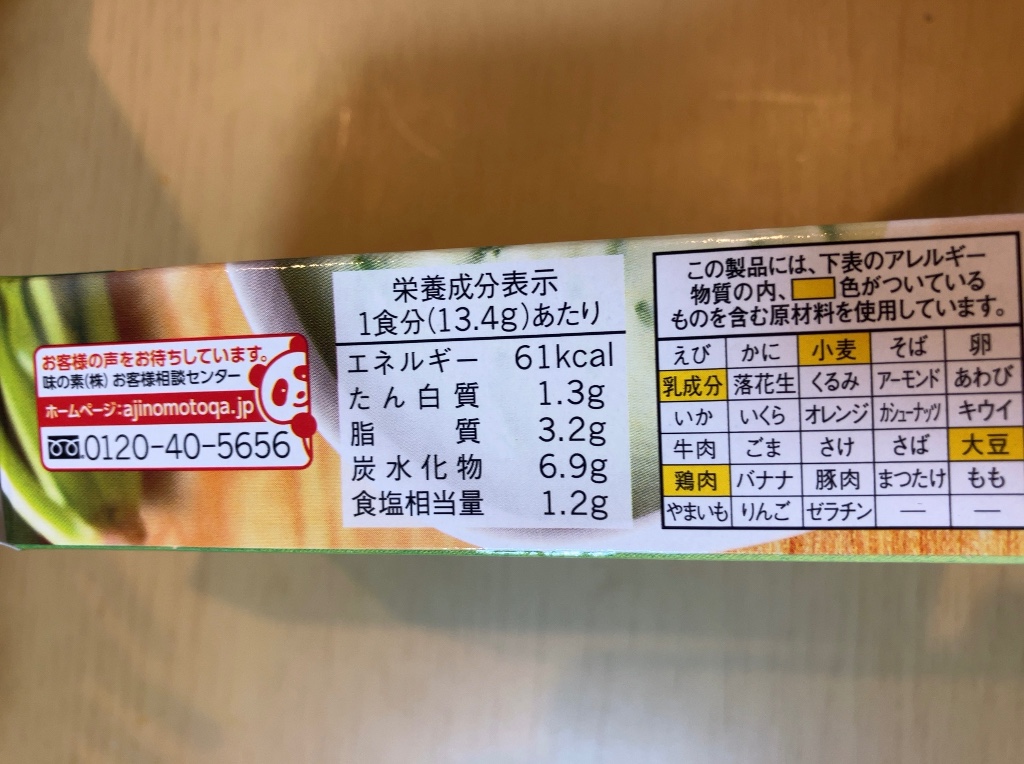 お客様の声をお待ちしています。
味の素(株) お客様相談センター
ホームページ:ajinomotoqa.jp
0120-40-5656
栄養成分表示
1食分(13.4g)あたり
エネルギー 61kcal
たん白質 1.3g
脂質 3.2g
炭水化物 6.9g
食塩相当量 1.2g
この製品には、下表のアレルギー
物質の内、色がついている
ものを含む原材料を使用しています。
えび かに 小麦 そば 卵
乳成分 落花生 くるみ アーモンド あわび
いか いくら オレンジ カシューナッツ キウイ
牛肉 ごま さけ さば 大豆
鶏肉 バナナ 豚肉 まつたけ もも
やまいも りんご ゼラチン — —